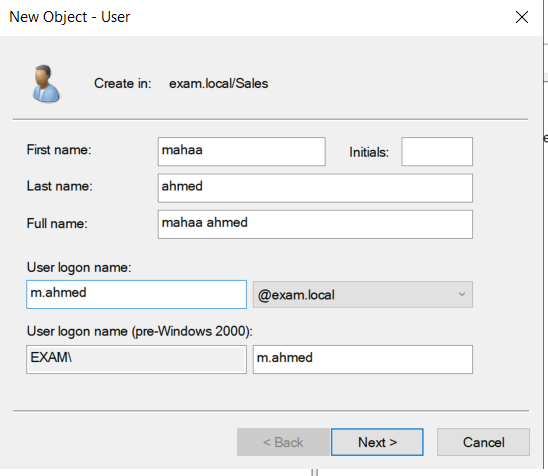 New Object - User
Create in: exam.local/Sales
First name: mahaa Initials:
Last name: ahmed
Full name: mahaa ahmed
User logon name:
m.ahmed @exam.local
User logon name (pre-Windows 2000):
EXAM\ m.ahmed
< Back Next > Cancel